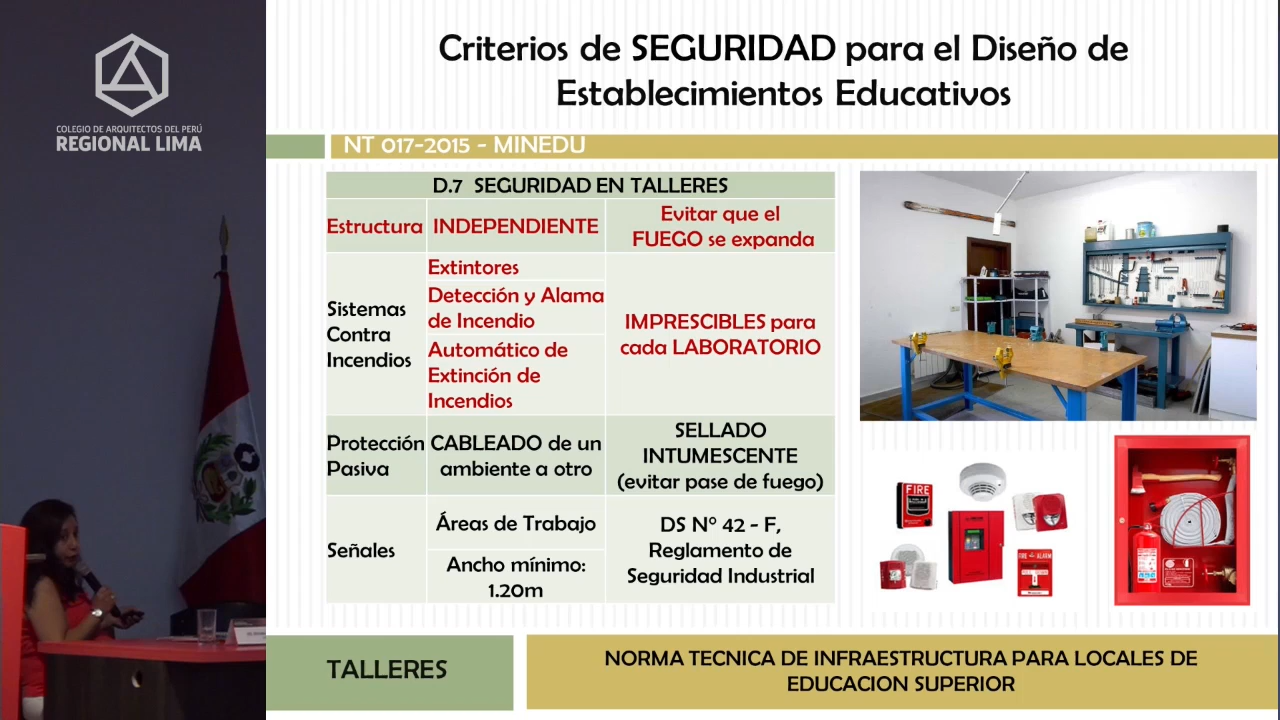 COLEGIO DE ARQUITECTOS DEL PERÚ
REGIONAL LIMA
Criterios de SEGURIDAD para el Diseño de
Establecimientos Educativos
NT 017-2015 - MINEDU
D.7 SEGURIDAD EN TALLERES
Estructura
INDEPENDIENTE
Evitar que el
FUEGO se expanda
Sistemas
Contra
Incendios
Extintores
Detección y Alama
de Incendio
Automático de
Extinción de
Incendios
IMPRESCIBLES para
cada LABORATORIO
Protección
Pasiva
CABLEADO de un
ambiente a otro
SELLADO
INTUMESCENTE
(evitar pase de fuego)
Señales
Áreas de Trabajo
Ancho mínimo:
1.20m
DS Nº 42 - F,
Reglamento de
Seguridad Industrial
FIRE
FIRE ALARM
TALLERES
NORMA TECNICA DE INFRAESTRUCTURA PARA LOCALES DE
EDUCACION SUPERIOR